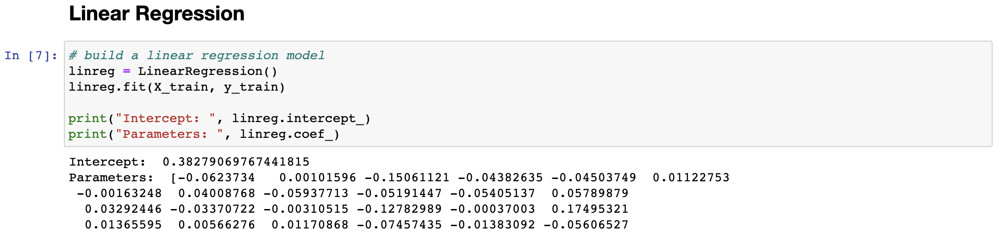 Linear Regression
In [7]:
# build a linear regression model
linreg = LinearRegression()
linreg.fit(X_train, y_train)
print("Intercept: ", linreg.intercept_)
print("Parameters: ", linreg.coef_)
Intercept:  0.38279069767441815
Parameters:  [-0.0623734   0.00101596 -0.15061121 -0.04382635 -0.04503749  0.01122753
 -0.00163248  0.04008768 -0.05937713 -0.05191447 -0.05405137  0.05789879
  0.03292446 -0.03370722 -0.00310515 -0.12782989 -0.00037003  0.17495321
  0.01365595  0.00566276  0.01170868 -0.07457435 -0.01383092 -0.05606527